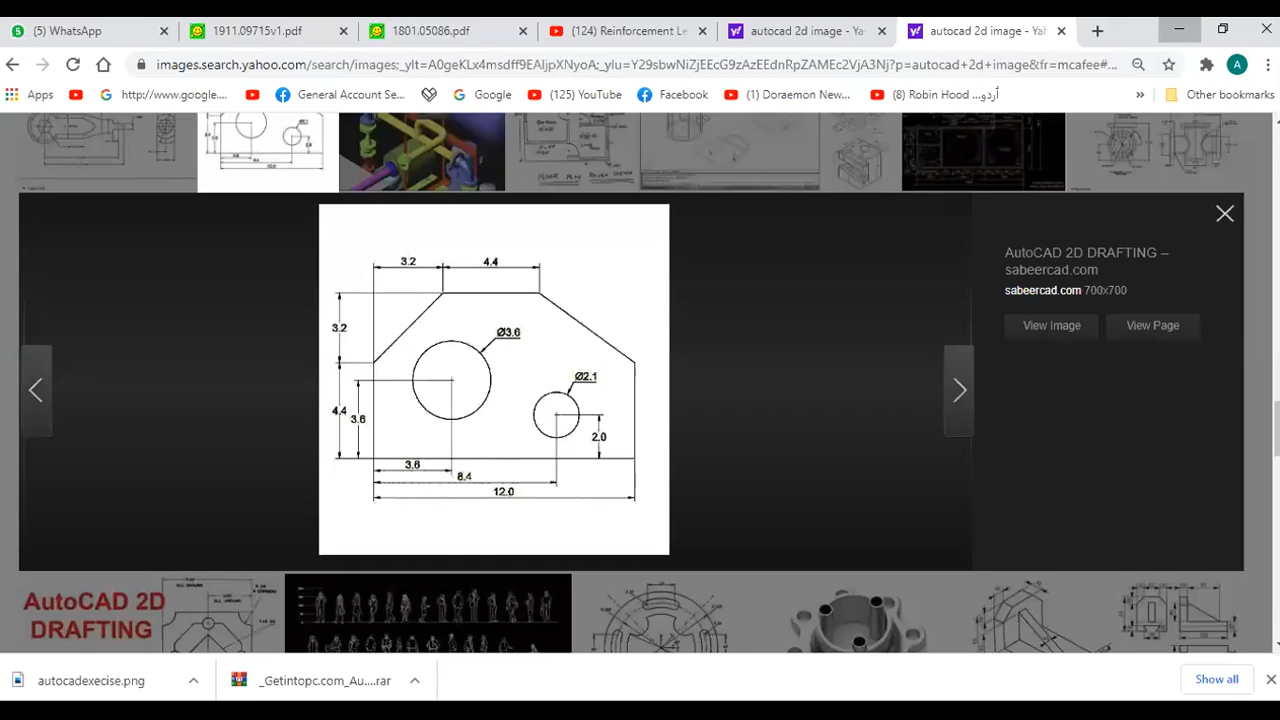 (5) WhatsApp
1911.09715v1.pdf
1801.05086.pdf
(124) Reinforcement Le
autocad 2d image - Ya
autocad 2d image - Ya
images.search.yahoo.com/search/images;_ylt=A0geKLx4msdff9EAljpXNyoA;_ylu=Y29sbwNiZjEEcG9zAzEEdnRpZAMEc2VjA3Nj?p=autocad+2d+image&fr=mcafee#...
A
Apps
http://www.google....
General Account Se...
Google
(125) YouTube
Facebook
(1) Doraemon New...
(8) Robin Hood ...أردو
»
Other bookmarks
AutoCAD 2D DRAFTING –
sabeercad.com
sabeercad.com 700x700
View Image
View Page
3.2
4.4
3.2
Ø3.6
Ø2.1
4.4
3.6
2.0
3.6
8.4
12.0
AutoCAD 2D
DRAFTING
autocadexecise.png
_Getintopc.com_Au....rar
Show all